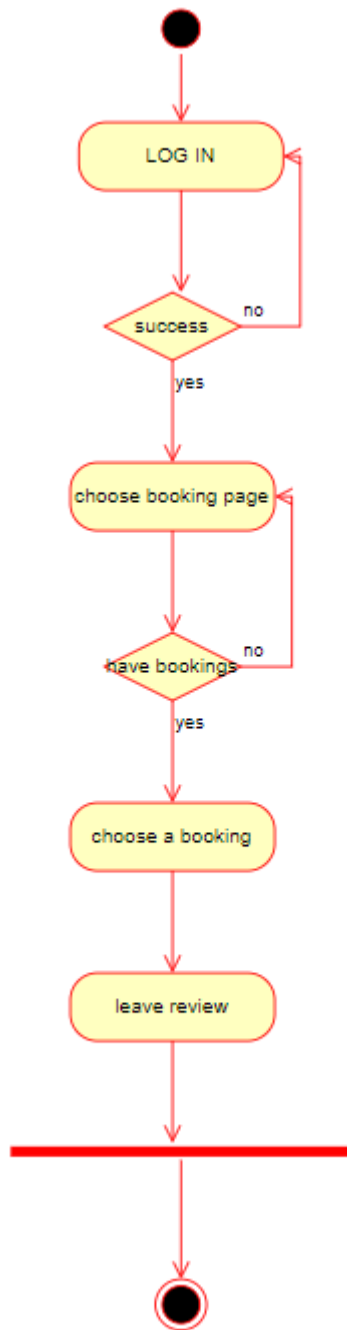 LOG IN
success
no
yes
choose booking page
have bookings
no
yes
choose a booking
leave review